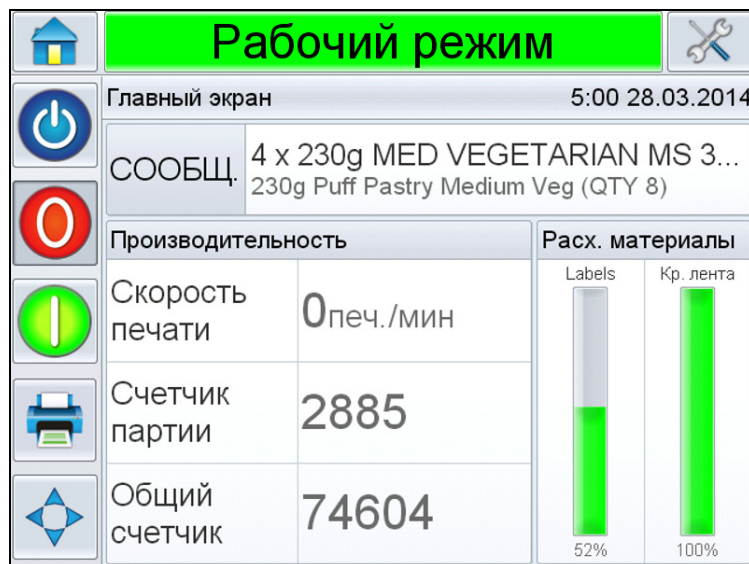 Рабочий режим
Главный экран 5:00 28.03.2014
СООБЩ. 4 x 230g MED VEGETARIAN MS 3...
230g Puff Pastry Medium Veg (QTY 8)
Производительность
Расх. материалы
Labels Кр. лента
Скорость печати 0печ./мин
Счетчик партии 2885
Общий счетчик 74604
52% 100%